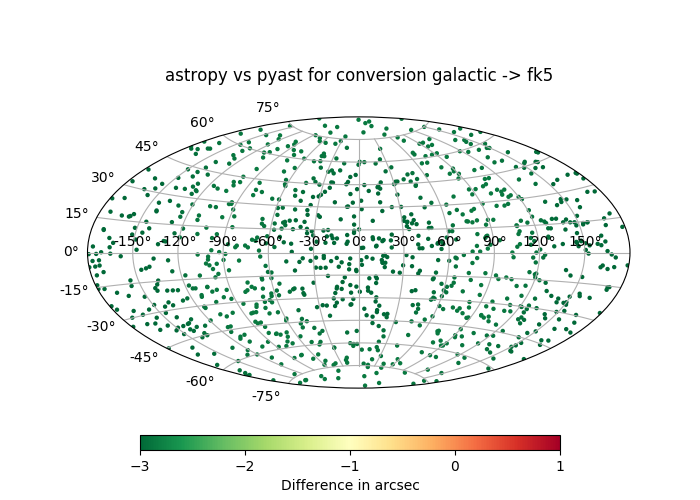 astropy vs pyast for conversion galactic -> fk5
75°
60°
45°
30°
15°
0°
-150° -120° -90° -60° -30° 0° 30° 60° 90° 120° 150°
-15°
-30°
-45°
-60°
-75°
−3 −2 −1 0 1
Difference in arcsec